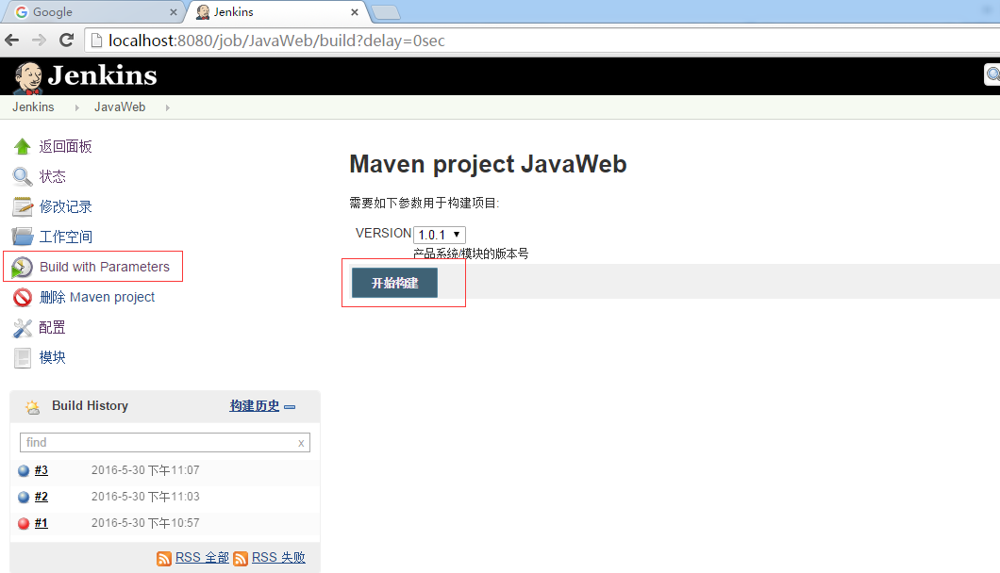 Google
Jenkins
localhost:8080/job/JavaWeb/build?delay=0sec
Jenkins
Jenkins JavaWeb
返回面板
状态
修改记录
工作空间
Build with Parameters
删除 Maven project
配置
模块
Maven project JavaWeb
需要如下参数用于构建项目:
VERSION 1.0.1
产品系统/模块的版本号
开始构建
Build History 构建历史
find x
#3 2016-5-30 下午11:07
#2 2016-5-30 下午11:03
#1 2016-5-30 下午10:57
RSS 全部 RSS 失败